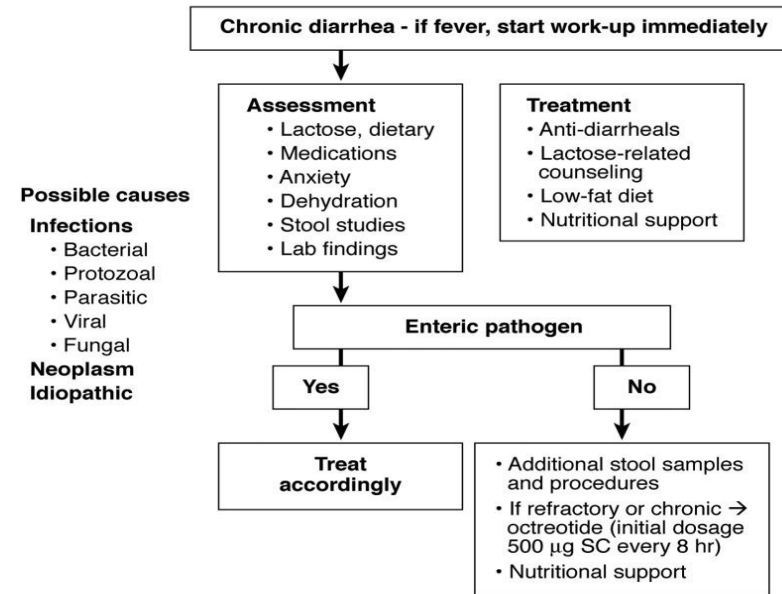 Chronic diarrhea - if fever, start work-up immediately
Assessment
• Lactose, dietary
• Medications
• Anxiety
• Dehydration
• Stool studies
• Lab findings
Treatment
• Anti-diarrheals
• Lactose-related
counseling
• Low-fat diet
• Nutritional support
Possible causes
Infections
• Bacterial
• Protozoal
• Parasitic
• Viral
• Fungal
Neoplasm
Idiopathic
Enteric pathogen
Yes
No
Treat
accordingly
• Additional stool samples
and procedures
• If refractory or chronic →
octreotide (initial dosage
500 μg SC every 8 hr)
• Nutritional support